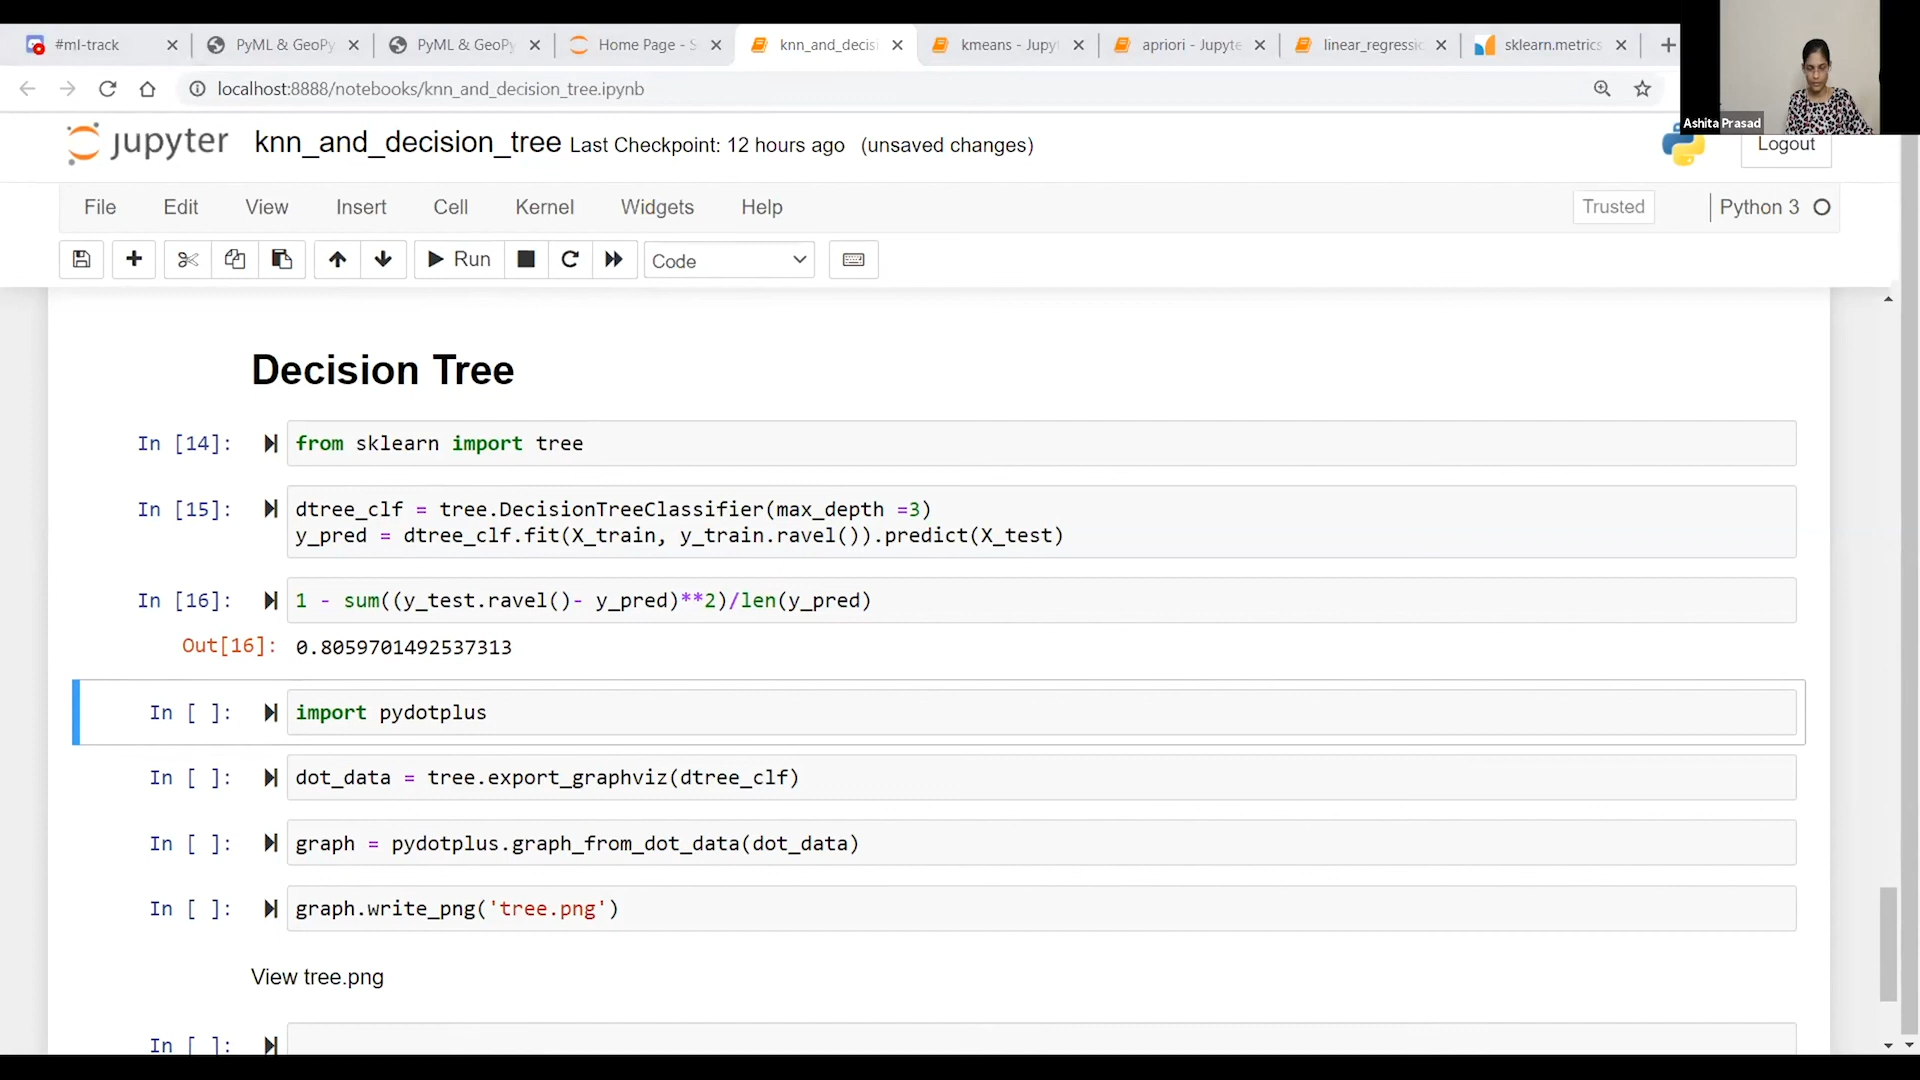 #ml-track
PyML & GeoPy
PyML & GeoPy
Home Page - S
knn_and_decisi
kmeans - Jupyt
apriori - Jupyte
linear_regressic
sklearn.metrics
localhost:8888/notebooks/knn_and_decision_tree.ipynb
Ashita Prasad
jupyter knn_and_decision_tree Last Checkpoint: 12 hours ago (unsaved changes)
Logout
File Edit View Insert Cell Kernel Widgets Help Trusted Python 3
Run Code
Decision Tree
In [14]: from sklearn import tree
In [15]: dtree_clf = tree.DecisionTreeClassifier(max_depth =3)
y_pred = dtree_clf.fit(X_train, y_train.ravel()).predict(X_test)
In [16]: 1 - sum((y_test.ravel()- y_pred)**2)/len(y_pred)
Out[16]: 0.8059701492537313
In [ ]: import pydotplus
In [ ]: dot_data = tree.export_graphviz(dtree_clf)
In [ ]: graph = pydotplus.graph_from_dot_data(dot_data)
In [ ]: graph.write_png('tree.png')
View tree.png
In [ ]: